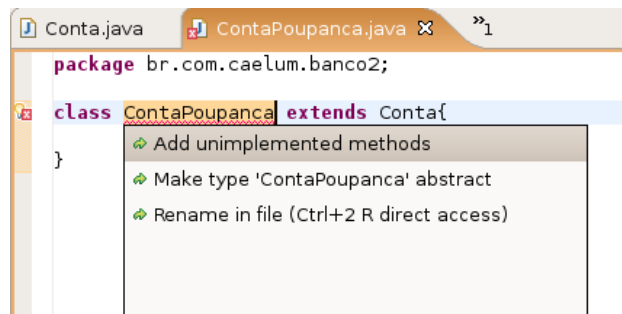 Conta.java ContaPoupanca.java »1
package br.com.caelum.banco2;
class ContaPoupanca extends Conta{
Add unimplemented methods
}
Make type 'ContaPoupanca' abstract
Rename in file (Ctrl+2 R direct access)